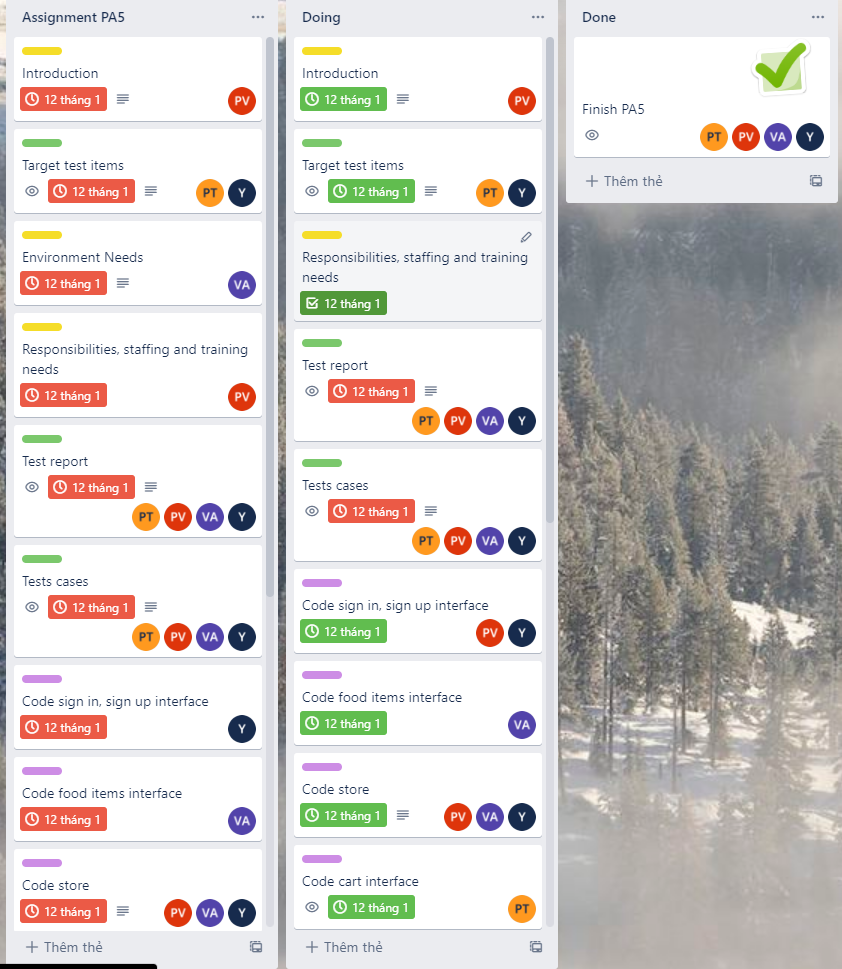 Assignment PA5
Introduction
12 tháng 1
PV
Target test items
12 tháng 1
PT Y
Environment Needs
12 tháng 1
VA
Responsibilities, staffing and training
needs
12 tháng 1
PV
Test report
12 tháng 1
PT PV VA Y
Tests cases
12 tháng 1
PT PV VA Y
Code sign in, sign up interface
12 tháng 1
Y
Code food items interface
12 tháng 1
VA
Code store
12 tháng 1
PV VA Y
Thêm thẻ
Doing
Introduction
12 tháng 1
PV
Target test items
12 tháng 1
PT Y
Responsibilities, staffing and training
needs
12 tháng 1
Test report
12 tháng 1
PT PV VA Y
Tests cases
12 tháng 1
PT PV VA Y
Code sign in, sign up interface
12 tháng 1
PV Y
Code food items interface
12 tháng 1
VA
Code store
12 tháng 1
PV VA Y
Code cart interface
12 tháng 1
PT
Thêm thẻ
Done
Finish PA5
PT PV VA Y
Thêm thẻ